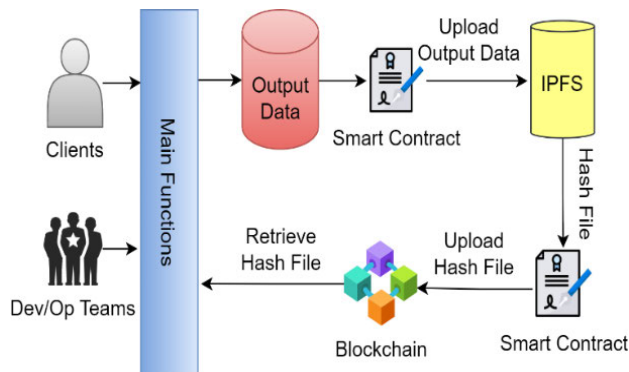 Clients
Dev/Op Teams
Main Functions
Output
Data
Smart Contract
Upload
Output Data
IPFS
Hash File
Smart Contract
Upload
Hash File
Blockchain
Retrieve
Hash File